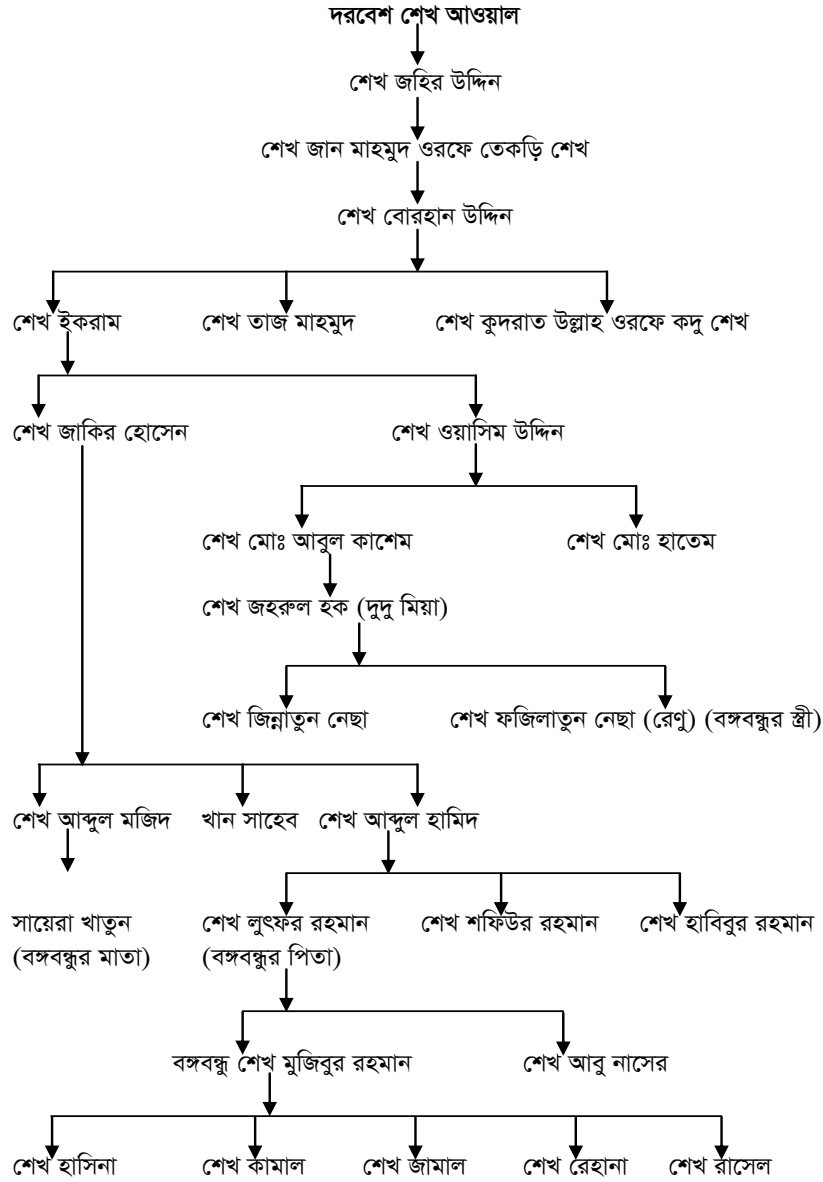 দরবেশ শেখ আওয়াল
শেখ জহির উদ্দিন
শেখ জান মাহমুদ ওরফে তেকড়ি শেখ
শেখ বোরহান উদ্দিন
শেখ ইকরাম শেখ তাজ মাহমুদ শেখ কুদরাত উল্লাহ ওরফে কদু শেখ
শেখ জাকির হোসেন শেখ ওয়াসিম উদ্দিন
শেখ মোঃ আবুল কাশেম শেখ মোঃ হাতেম
শেখ জহরুল হক (দুদু মিয়া)
শেখ জিন্নাতুন নেছা শেখ ফজিলাতুন নেছা (রেণু) (বঙ্গবন্ধুর স্ত্রী)
শেখ আব্দুল মজিদ খান সাহেব শেখ আব্দুল হামিদ
সায়েরা খাতুন শেখ লুৎফর রহমান শেখ শফিউর রহমান শেখ হাবিবুর রহমান
(বঙ্গবন্ধুর মাতা) (বঙ্গবন্ধুর পিতা)
বঙ্গবন্ধু শেখ মুজিবুর রহমান শেখ আবু নাসের
শেখ হাসিনা শেখ কামাল শেখ জামাল শেখ রেহানা শেখ রাসেল